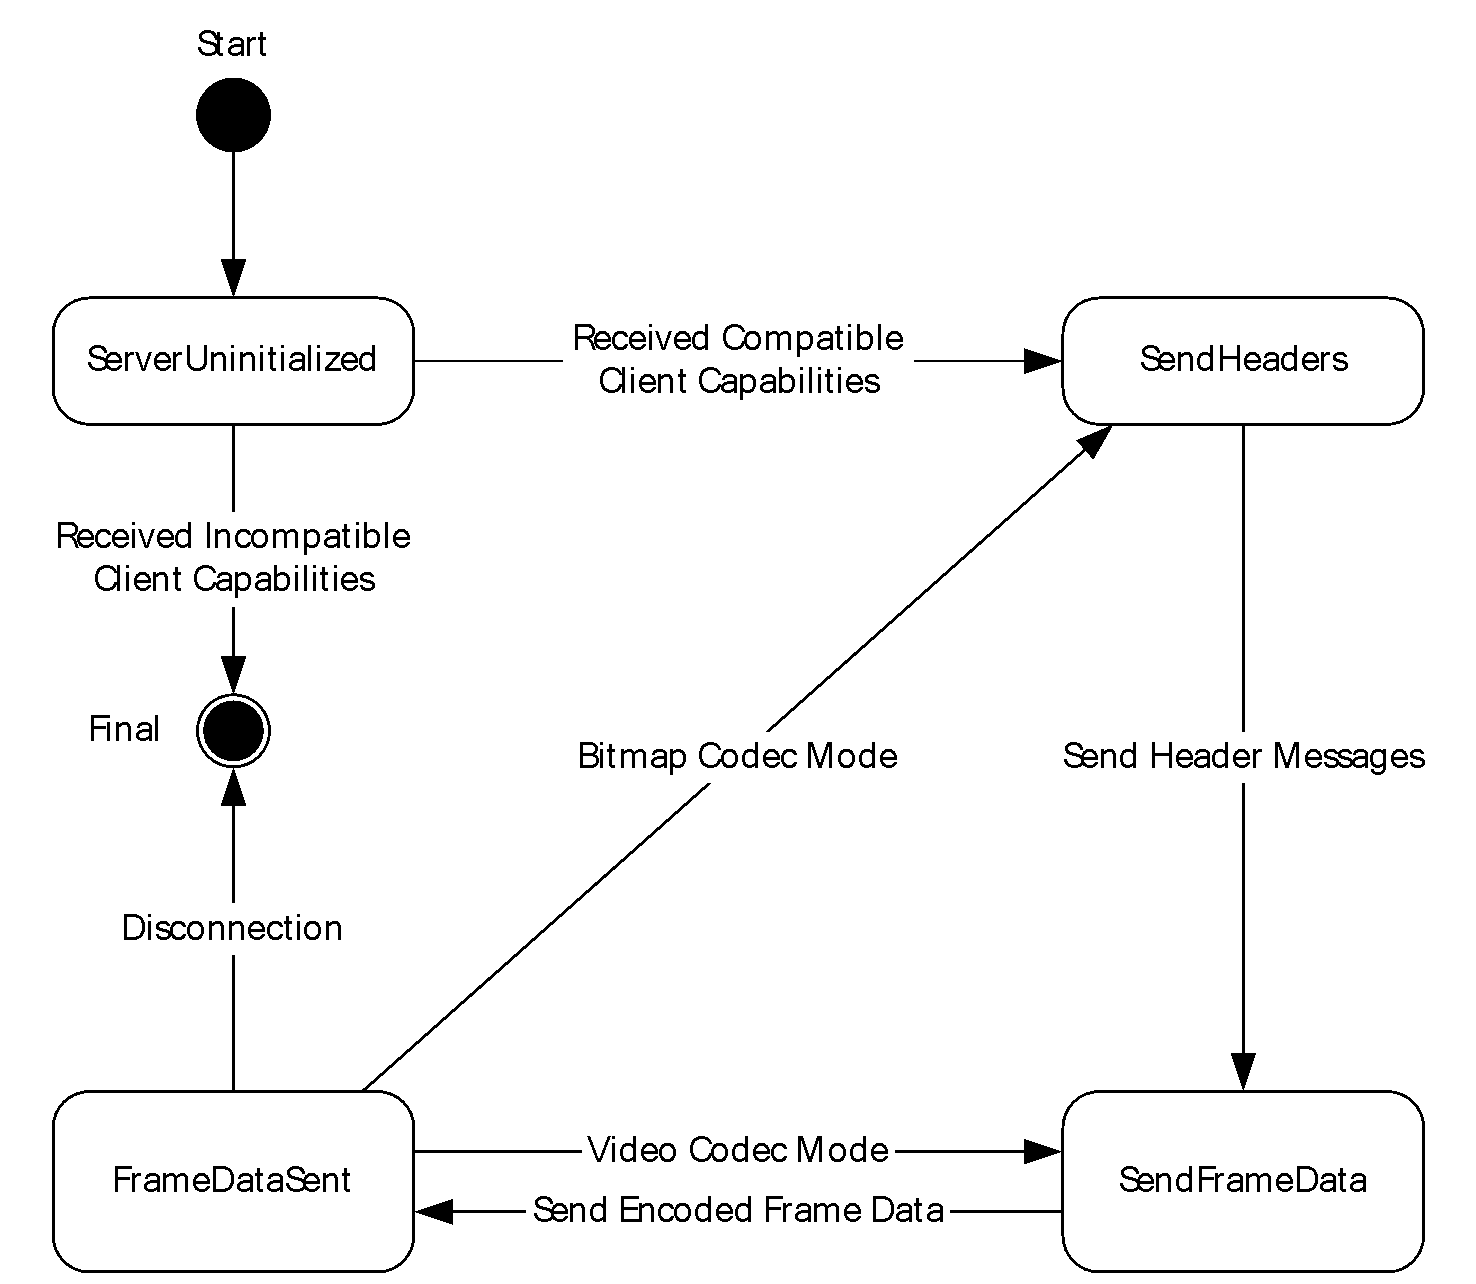 Start
ServerUninitialized
Received Compatible
Client Capabilities
SendHeaders
Received Incompatible
Client Capabilities
Final
Bitmap Codec Mode
Send Header Messages
Disconnection
FrameDataSent
Video Codec Mode
Send Encoded Frame Data
SendFrameData